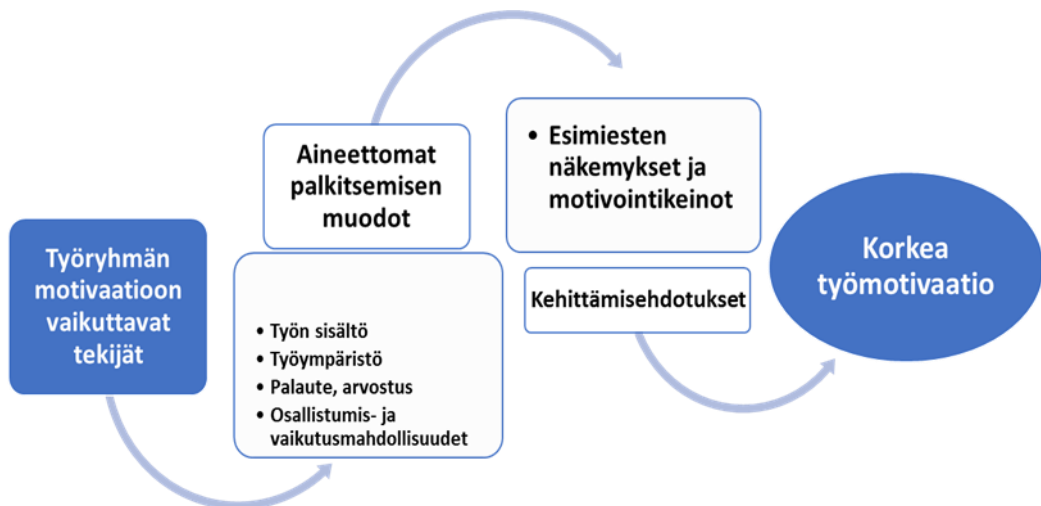 Työryhmän
motivaatioon
vaikuttavat
tekijät
Aineettomat
palkitsemisen
muodot
• Työn sisältö
• Työympäristö
• Palaute, arvostus
• Osallistumis- ja
vaikutusmahdollisuudet
• Esimiesten
näkemykset ja
motivointikeinot
Kehittämisehdotukset
Korkea
työmotivaatio